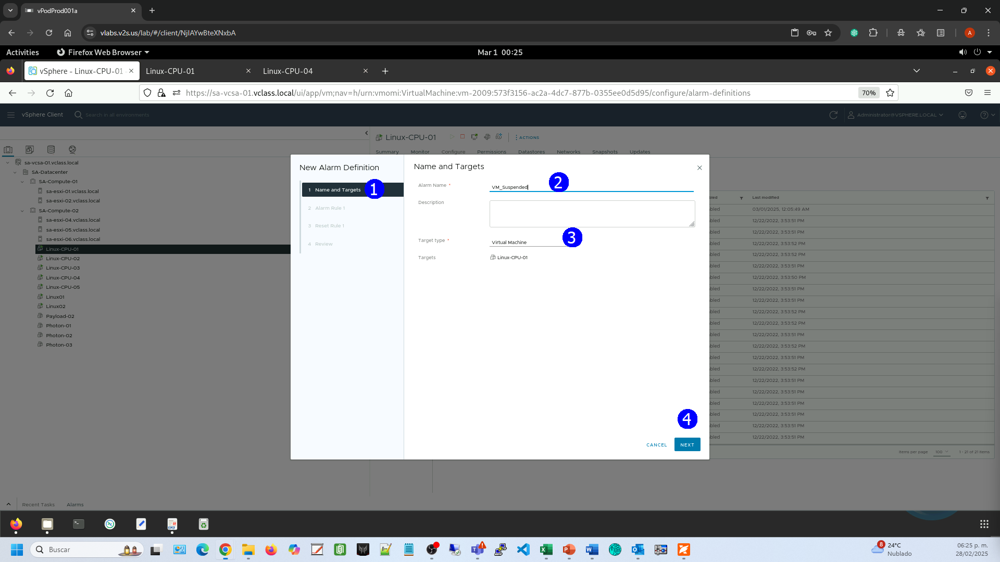 vPodProd001a
vlabs.v2s.us/lab/#/client/NjlAYwBteXNxbA
A
Activities
Firefox Web Browser
Mar 1 00:25
vSphere - Linux-CPU-01 -
Linux-CPU-01
Linux-CPU-04
https://sa-vcsa-01.vclass.local/ui/app/vm;nav=h/urn:vmomi:VirtualMachine:vm-2009:573f3156-ac2a-4dc7-877b-0355ee0d5d95/configure/alarm-definitions
70%
vSphere Client
Search in all environments
Administrator@VSPHERE.LOCAL
Linux-CPU-01
ACTIONS
Summary Monitor Configure Permissions Datastores Networks Snapshots Updates
sa-vcsa-01.vclass.local
SA-Datacenter
SA-Compute-01
sa-esxi-01.vclass.local
sa-esxi-02.vclass.local
SA-Compute-02
sa-esxi-04.vclass.local
sa-esxi-05.vclass.local
sa-esxi-06.vclass.local
Linux-CPU-01
Linux-CPU-02
Linux-CPU-03
Linux-CPU-04
Linux-CPU-05
Linux01
Linux02
Payload-02
Photon-01
Photon-02
Photon-03
New Alarm Definition
1 Name and Targets
1
2 Alarm Rule 1
3 Reset Rule 1
4 Review
Name and Targets
Alarm Name *
VM_Suspended
2
Description
3
Target type *
Virtual Machine
Targets
Linux-CPU-01
4
CANCEL
NEXT
bled Last modified
bled 03/01/2025, 12:05:49 AM
bled 12/22/2022, 3:53:51 PM
bled 12/22/2022, 3:53:51 PM
bled 12/22/2022, 3:53:52 PM
bled 12/22/2022, 3:53:52 PM
bled 12/22/2022, 3:53:51 PM
bled 12/22/2022, 3:53:50 PM
bled 12/22/2022, 3:53:51 PM
bled 12/22/2022, 3:53:51 PM
bled 12/22/2022, 3:53:52 PM
bled 12/22/2022, 3:53:52 PM
bled 12/22/2022, 3:53:51 PM
bled 12/22/2022, 3:53:52 PM
bled 12/22/2022, 3:53:51 PM
bled 12/22/2022, 3:53:52 PM
bled 12/22/2022, 3:53:51 PM
bled 12/22/2022, 3:53:51 PM
bled 12/22/2022, 3:53:51 PM
bled 12/22/2022, 3:53:51 PM
bled 12/22/2022, 3:53:51 PM
bled 12/22/2022, 3:53:51 PM
Items per page 100 1 - 21 of 21 items
Recent Tasks Alarms
Buscar
8
24°C
Nublado
06:25 p. m.
28/02/2025